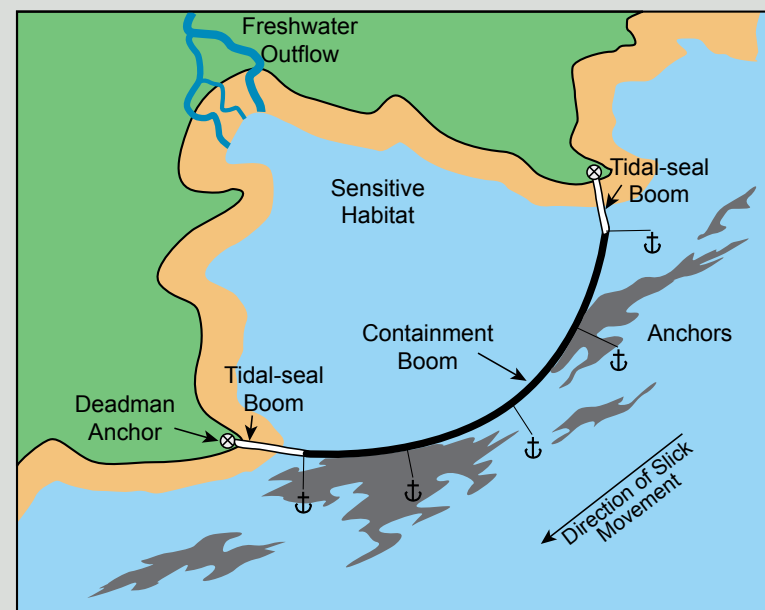 Freshwater
Outflow
Sensitive
Habitat
Tidal-seal
Boom
Containment
Boom
Anchors
Tidal-seal
Boom
Deadman
Anchor
Direction of Slick
Movement